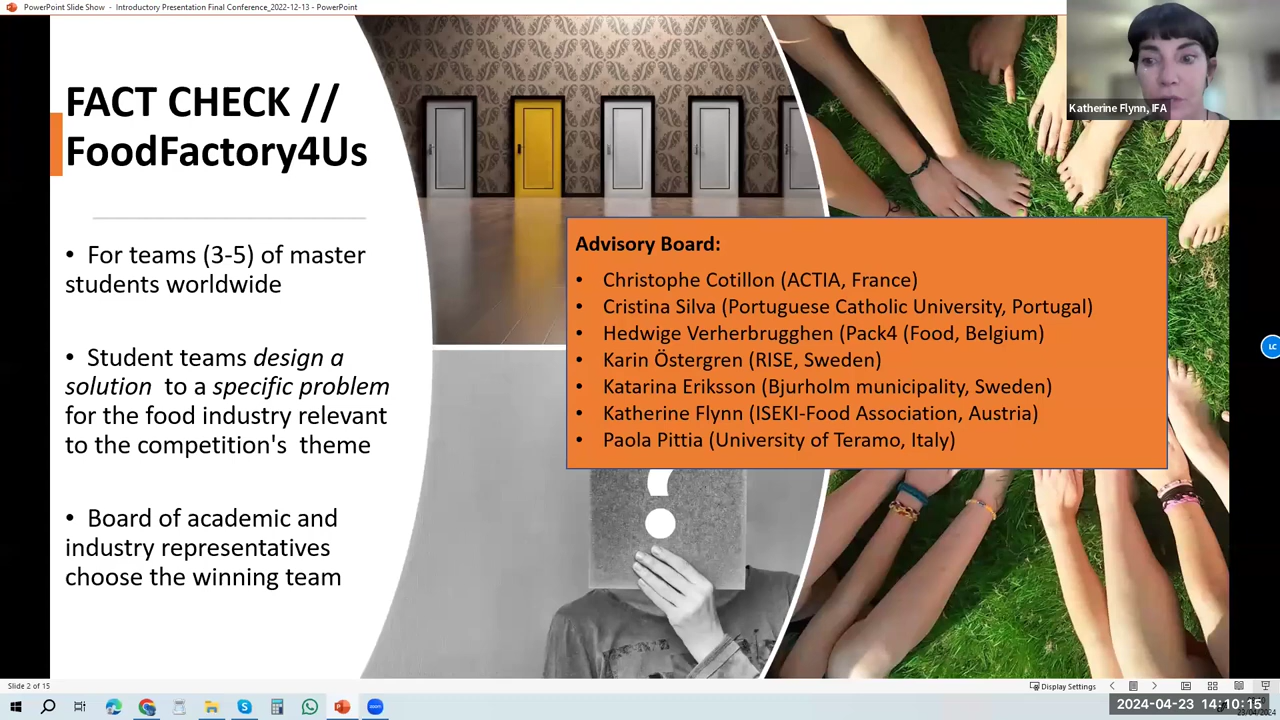 PowerPoint Slide Show - Introductory Presentation Final Conference_2022-12-13 - PowerPoint
Katherine Flynn, IFA
FACT CHECK //
FoodFactory4Us
• For teams (3-5) of master
students worldwide
• Student teams design a
solution to a specific problem
for the food industry relevant
to the competition's theme
• Board of academic and
industry representatives
choose the winning team
Advisory Board:
• Christophe Cotillon (ACTIA, France)
• Cristina Silva (Portuguese Catholic University, Portugal)
• Hedwige Verherbrugghen (Pack4 (Food, Belgium)
• Karin Östergren (RISE, Sweden)
• Katarina Eriksson (Bjurholm municipality, Sweden)
• Katherine Flynn (ISEKI-Food Association, Austria)
• Paola Pittia (University of Teramo, Italy)
?
LC
Slide 2 of 15
Display Settings
zoom
2024-04-23 14:10:15
23/04/2024